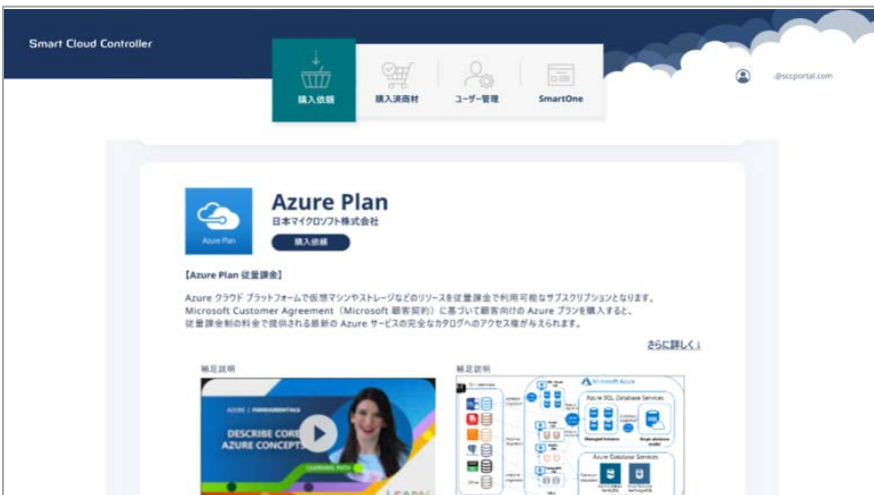 Smart Cloud Controller
購入依頼
購入済商材
ユーザー管理
SmartOne
.@sccportal.com
Azure Plan
Azure Plan
日本マイクロソフト株式会社
購入依頼
【Azure Plan 従量課金】
Azure クラウド プラットフォームで仮想マシンやストレージなどのリソースを従量課金で利用可能なサブスクリプションとなります。
Microsoft Customer Agreement（Microsoft 顧客契約）に基づいて顧客向けの Azure プランを購入すると、
従量課金制の料金で提供される最新の Azure サービスの完全なカタログへのアクセス権が与えられます。
さらに詳しく↓
補足説明
補足説明
AZURE | FUNDAMENTALS
DESCRIBE CORE
AZURE CONCEPTS
LEARNING PATH
LEARN
Microsoft Azure
Azure SQL Database Services
Managed Instance
Azure Database Services